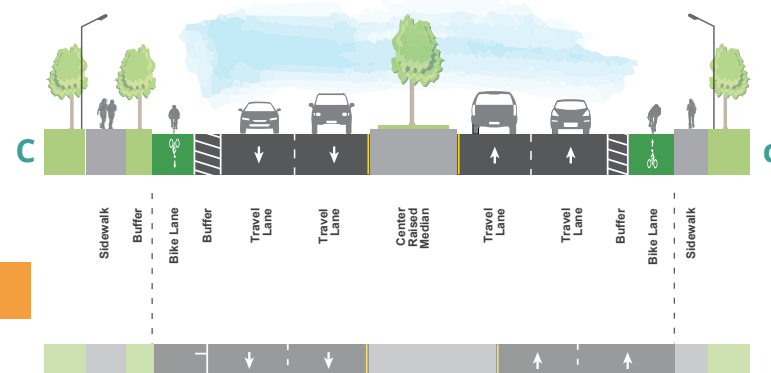 C
Sidewalk
Buffer
Bike Lane
Buffer
Travel
Lane
Travel
Lane
Center
Raised
Median
Travel
Lane
Travel
Lane
Buffer
Bike Lane
Sidewalk